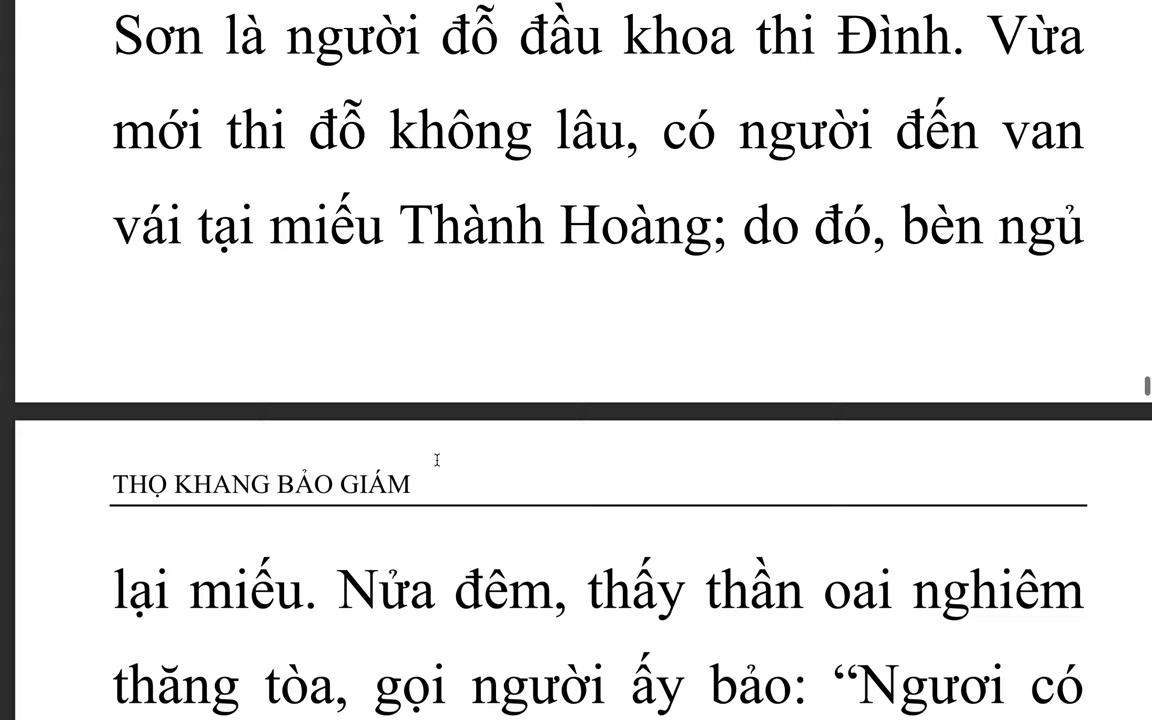 Sơn là người đỗ đầu khoa thi Đình. Vừa
mới thi đỗ không lâu, có người đến van
vái tại miếu Thành Hoàng; do đó, bèn ngủ
THỌ KHANG BẢO GIÁM
lại miếu. Nửa đêm, thấy thần oai nghiêm
thăng tòa, gọi người ấy bảo: “Ngươi có